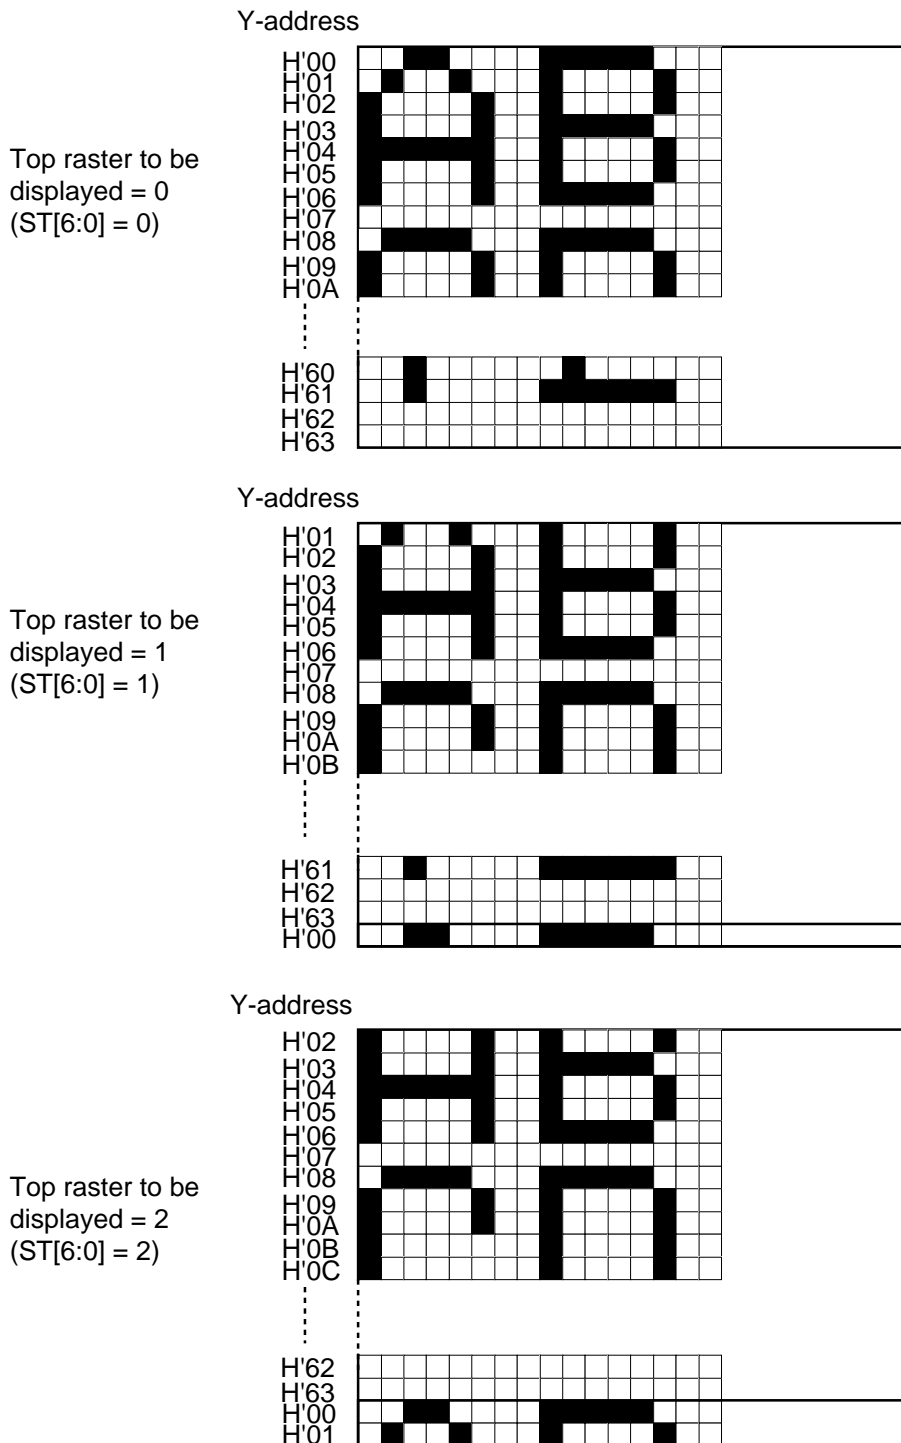 Y-address
H'00
H'01
H'02
H'03
H'04
H'05
H'06
H'07
H'08
H'09
H'0A
Top raster to be
displayed = 0
(ST[6:0] = 0)
H'60
H'61
H'62
H'63
Y-address
H'01
H'02
H'03
H'04
H'05
H'06
H'07
H'08
H'09
H'0A
H'0B
Top raster to be
displayed = 1
(ST[6:0] = 1)
H'61
H'62
H'63
H'00
Y-address
H'02
H'03
H'04
H'05
H'06
H'07
H'08
H'09
H'0A
H'0B
H'0C
Top raster to be
displayed = 2
(ST[6:0] = 2)
H'62
H'63
H'00
H'01